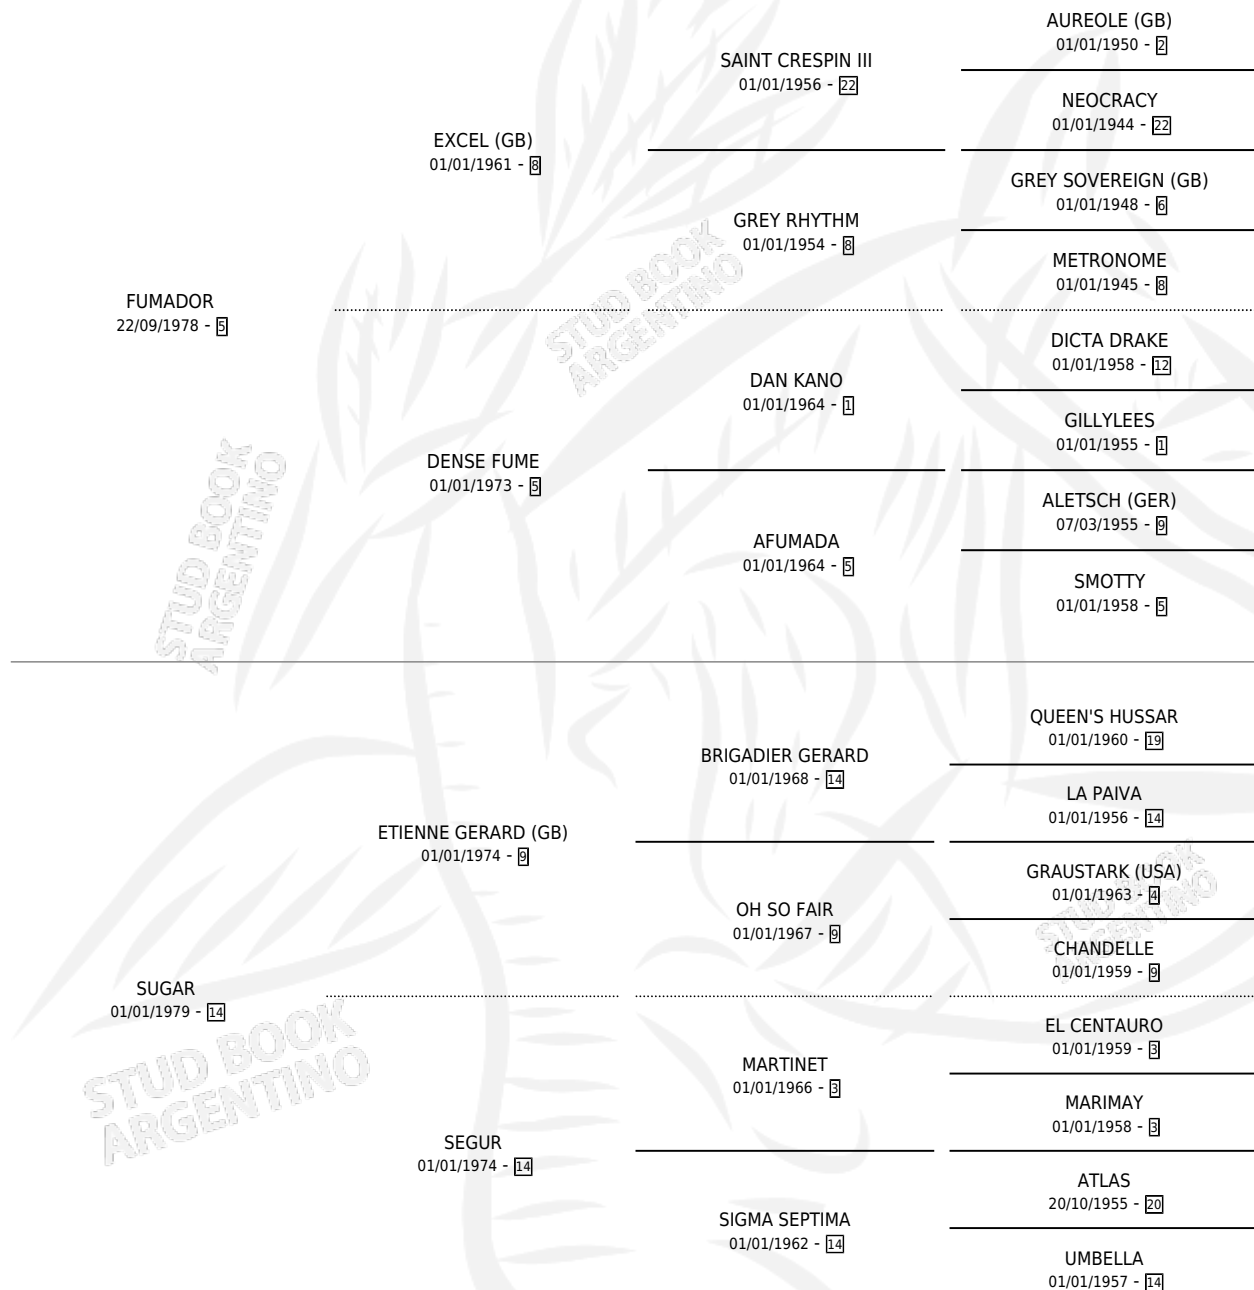 AUREOLE (GB)
01/01/1950 - 2
SAINT CRESPIN III
01/01/1956 - 22
NEOCRACY
01/01/1944 - 22
EXCEL (GB)
01/01/1961 - 8
GREY SOVEREIGN (GB)
01/01/1948 - 6
GREY RHYTHM
01/01/1954 - 8
METRONOME
01/01/1945 - 8
FUMADOR
22/09/1978 - 5
DICTA DRAKE
01/01/1958 - 12
DAN KANO
01/01/1964 - 1
GILLYLEES
01/01/1955 - 1
DENSE FUME
01/01/1973 - 5
ALETSCH (GER)
07/03/1955 - 9
AFUMADA
01/01/1964 - 5
SMOTTY
01/01/1958 - 5
QUEEN'S HUSSAR
01/01/1960 - 19
BRIGADIER GERARD
01/01/1968 - 14
LA PAIVA
01/01/1956 - 14
ETIENNE GERARD (GB)
01/01/1974 - 9
GRAUSTARK (USA)
01/01/1963 - 4
OH SO FAIR
01/01/1967 - 9
CHANDELLE
01/01/1959 - 9
SUGAR
01/01/1979 - 14
EL CENTAURO
01/01/1959 - 3
MARTINET
01/01/1966 - 3
MARIMAY
01/01/1958 - 3
SEGUR
01/01/1974 - 14
ATLAS
20/10/1955 - 20
SIGMA SEPTIMA
01/01/1962 - 14
UMBELLA
01/01/1957 - 14
STUD BOOK
ARGENTINO
STUD BOOK
ARGENTINO
STUD BOOK
ARGENTINO
STUD BOOK
ARGENTINO